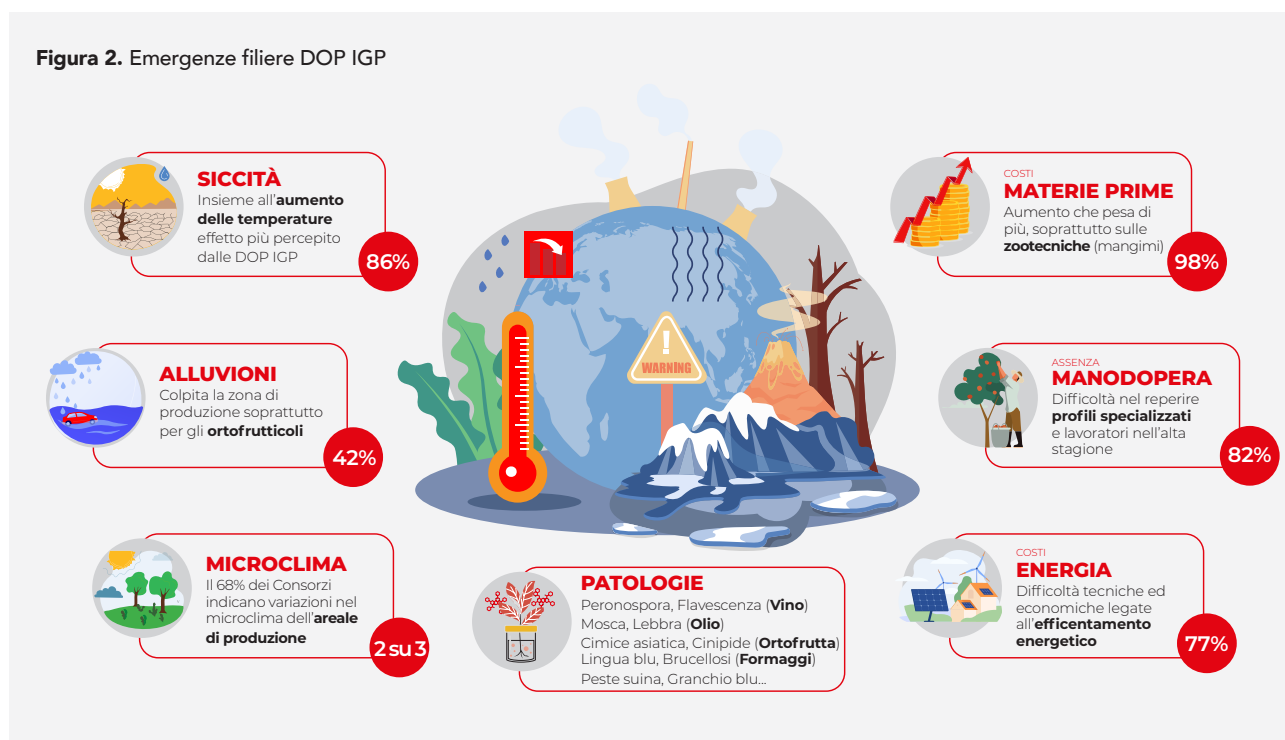 Figura 2. Emergenze filiere DOP IGP
SICCITÀ
Insieme all'aumento
delle temperature
effetto più percepito
dalle DOP IGP
86%
ALLUVIONI
Colpita la zona di
produzione soprattutto
per gli ortofrutticoli
42%
MICROCLIMA
Il 68% dei Consorzi
indicano variazioni nel
microclima dell'areale
di produzione
2 su 3
WARNING
PATOLOGIE
Peronospora, Flavescenza (Vino)
Mosca, Lebbra (Olio)
Cimice asiatica, Cinipide (Ortofrutta)
Lingua blu, Brucellosi (Formaggi)
Peste suina, Granchio blu...
COSTI
MATERIE PRIME
Aumento che pesa di
più, soprattutto sulle
zootecniche (mangimi)
98%
ASSENZA
MANODOPERA
Difficoltà nel reperire
profili specializzati
e lavoratori nell'alta
stagione
82%
COSTI
ENERGIA
Difficoltà tecniche ed
economiche legate
all'efficentamento
energetico
77%